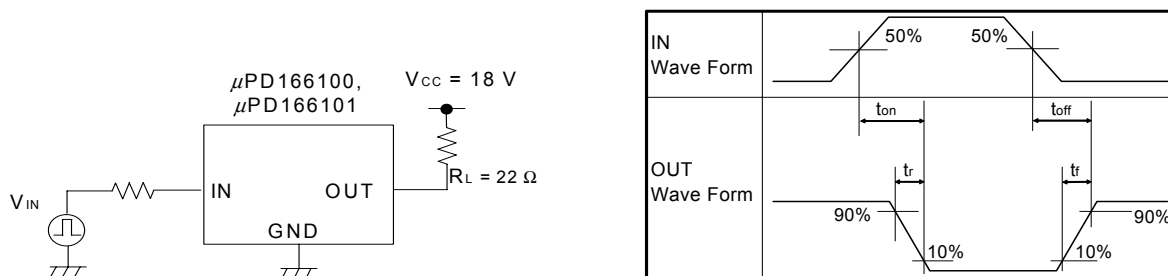 μPD166100,
μPD166101
VCC = 18 V
IN
OUT
RL = 22 Ω
VIN
GND
IN
Wave Form
50%
50%
ton
toff
OUT
Wave Form
tr
tf
90%
90%
10%
10%